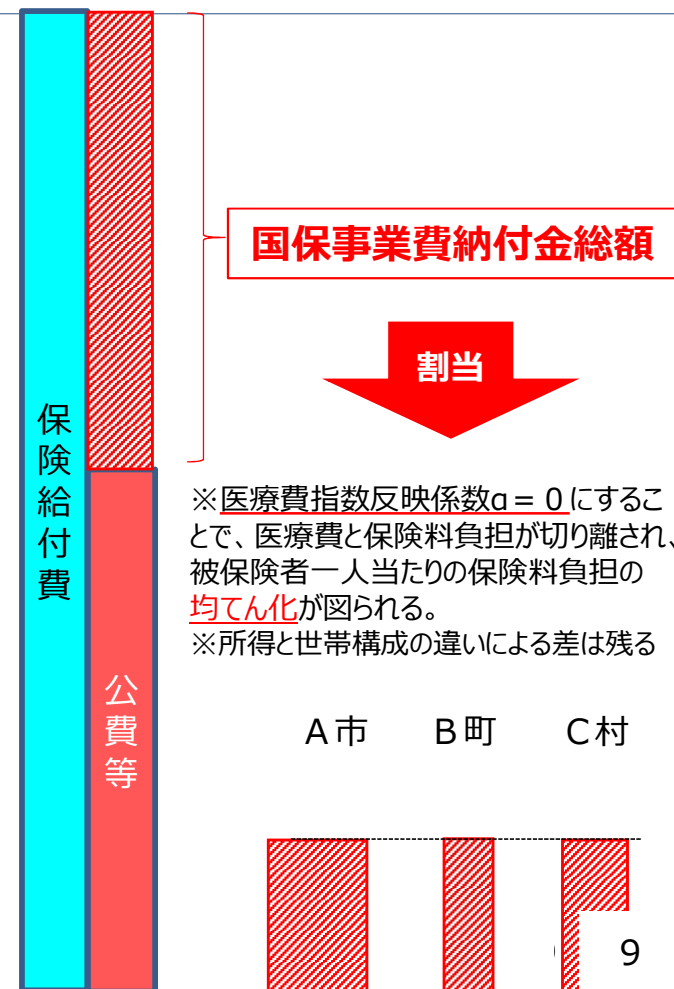 保険給付費
公費等
国保事業費納付金総額
割当
※医療費指数反映係数α=0にするこ
とで、医療費と保険料負担が切り離され、
被保険者一人当たりの保険料負担の
均てん化が図られる。
※所得と世帯構成の違いによる差は残る
A市 B町 C村
9